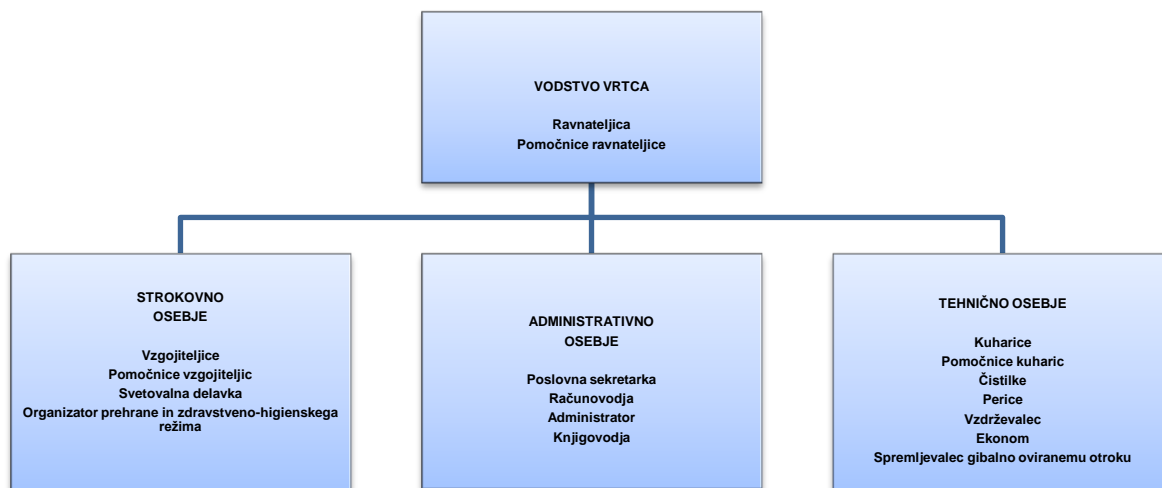 VODSTVO VRTCA
Ravnateljica
Pomočnice ravnateljice
STROKOVNO
OSEBJE
Vzgojiteljice
Pomočnice vzgojiteljic
Svetovalna delavka
Organizator prehrane in zdravstveno-higienskega
režima
ADMINISTRATIVNO
OSEBJE
Poslovna sekretarka
Računovodja
Administrator
Knjigovodja
TEHNIČNO OSEBJE
Kuharice
Pomočnice kuharic
Čistilke
Perice
Vzdrževalec
Ekonom
Spremljevalec gibalno oviranemu otroku